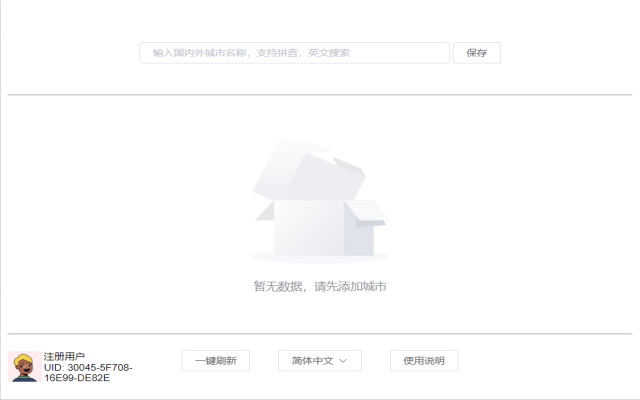 输入国内外城市名称，支持拼音，英文搜索
保存
暂无数据，请先添加城市
注册用户
UID: 30045-5F708-
16E99-DE82E
一键刷新
简体中文
使用说明